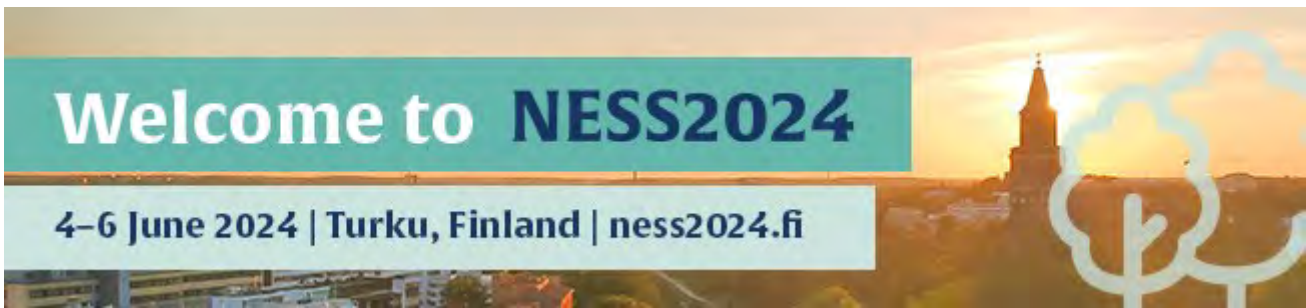 Welcome to NESS2024
4–6 June 2024 | Turku, Finland | ness2024.fi